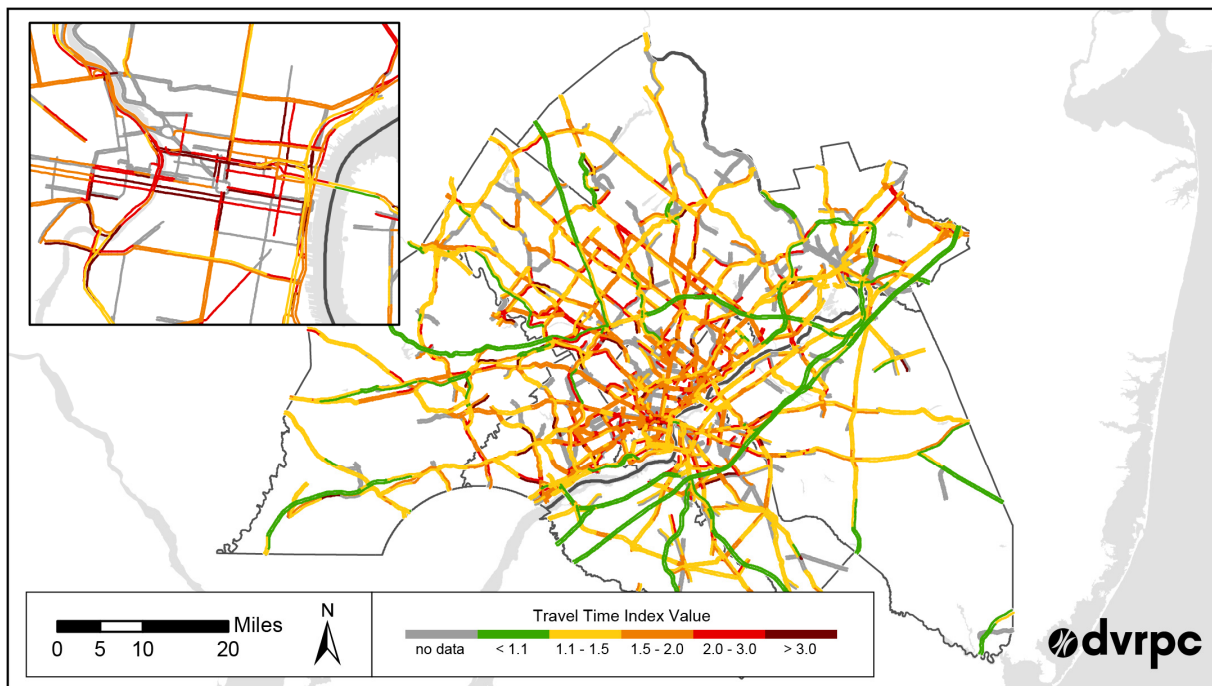 Miles
0 5 10 20
N
Travel Time Index Value
no data < 1.1 1.1 - 1.5 1.5 - 2.0 2.0 - 3.0 > 3.0
dvrpc